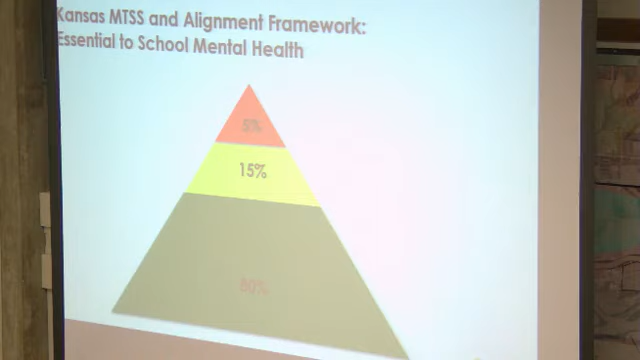 Kansas MTSS and Alignment Framework:
Essential to School Mental Health
5%
15%
80%